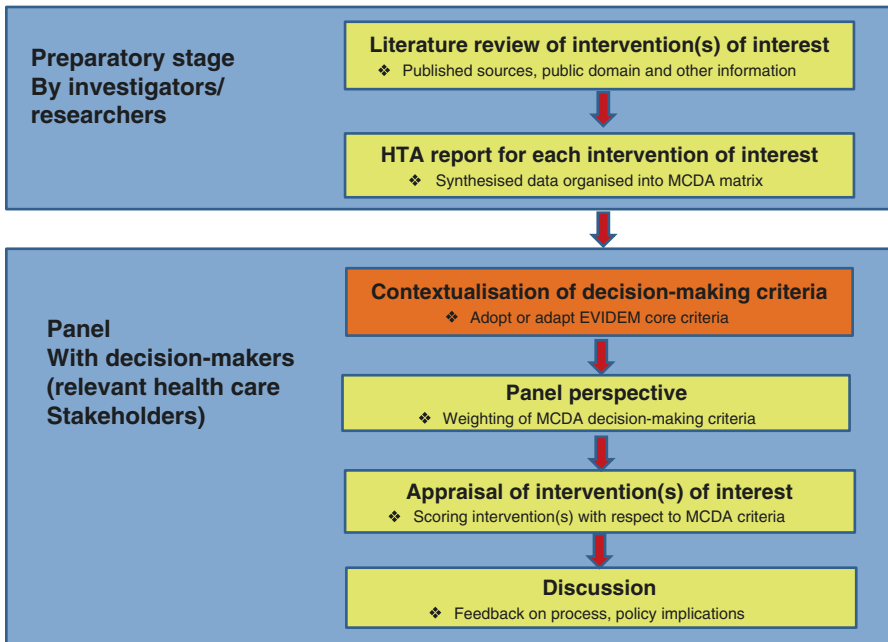 Preparatory stage
By investigators/
researchers
Literature review of intervention(s) of interest
❖ Published sources, public domain and other information
HTA report for each intervention of interest
❖ Synthesised data organised into MCDA matrix
Panel
With decision-makers
(relevant health care
Stakeholders)
Contextualisation of decision-making criteria
❖ Adopt or adapt EVIDEM core criteria
Panel perspective
❖ Weighting of MCDA decision-making criteria
Appraisal of intervention(s) of interest
❖ Scoring intervention(s) with respect to MCDA criteria
Discussion
❖ Feedback on process, policy implications